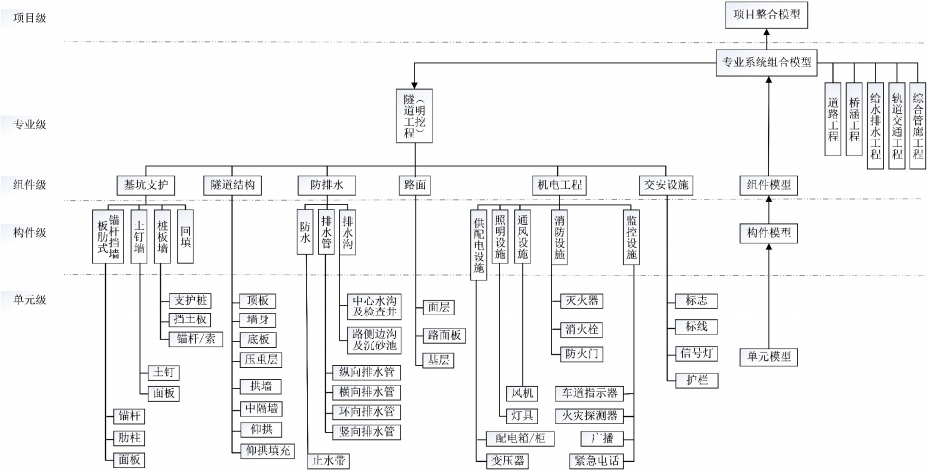 项目级
项目整合模型
专业系统组合模型
专业级
隧道工程
（明挖）
道路工程
桥涵工程
给水排水工程
轨道交通工程
综合管廊工程
组件级
基坑支护
隧道结构
防排水
路面
机电工程
交安设施
组件模型
构件级
板肋式
锚杆挡墙
土钉墙
桩板墙
回填
防水
排水管
排水沟
供配电设施
照明设施
通风设施
消防设施
监控设施
构件模型
单元级
支护桩
挡土板
锚杆/索
土钉
面板
锚杆
肋柱
面板
顶板
墙身
底板
压重层
拱墙
中隔墙
仰拱
仰拱填充
中心水沟
及检查井
路侧边沟
及沉砂池
纵向排水管
横向排水管
环向排水管
竖向排水管
止水带
面层
路面板
基层
风机
灯具
配电箱/柜
变压器
灭火器
消火栓
防火门
车道指示器
火灾探测器
广播
紧急电话
标志
标线
信号灯
护栏
单元模型